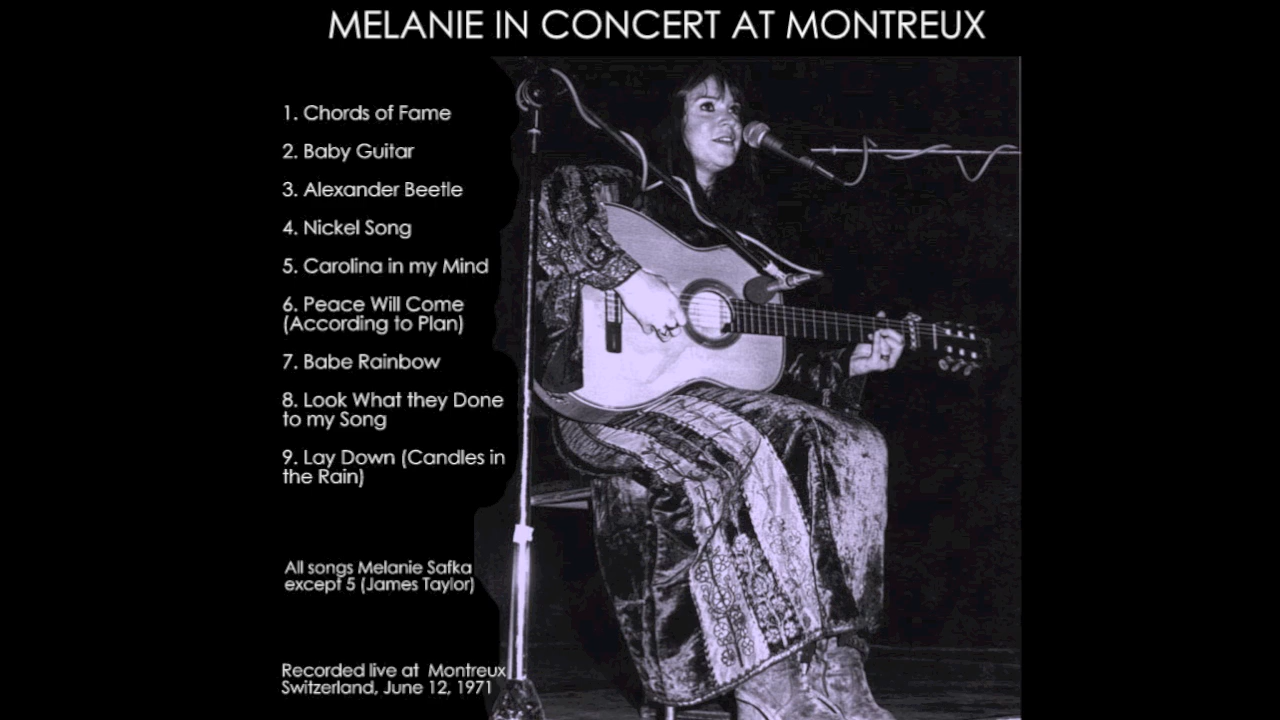 MELANIE IN CONCERT AT MONTREUX
1. Chords of Fame
2. Baby Guitar
3. Alexander Beetle
4. Nickel Song
5. Carolina in my Mind
6. Peace Will Come
(According to Plan)
7. Babe Rainbow
8. Look What they Done
to my Song
9. Lay Down (Candles in
the Rain)
All songs Melanie Safka
except 5 (James Taylor)
Recorded live at  Montreux
Switzerland, June 12, 1971